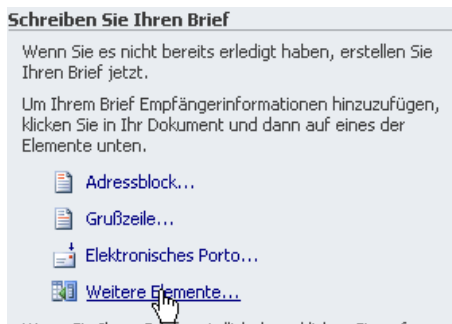 Schreiben Sie Ihren Brief
Wenn Sie es nicht bereits erledigt haben, erstellen Sie
Ihren Brief jetzt.
Um Ihrem Brief Empfängerinformationen hinzuzufügen,
klicken Sie in Ihr Dokument und dann auf eines der
Elemente unten.
Adressblock...
Grußzeile...
Elektronisches Porto...
Weitere Elemente...